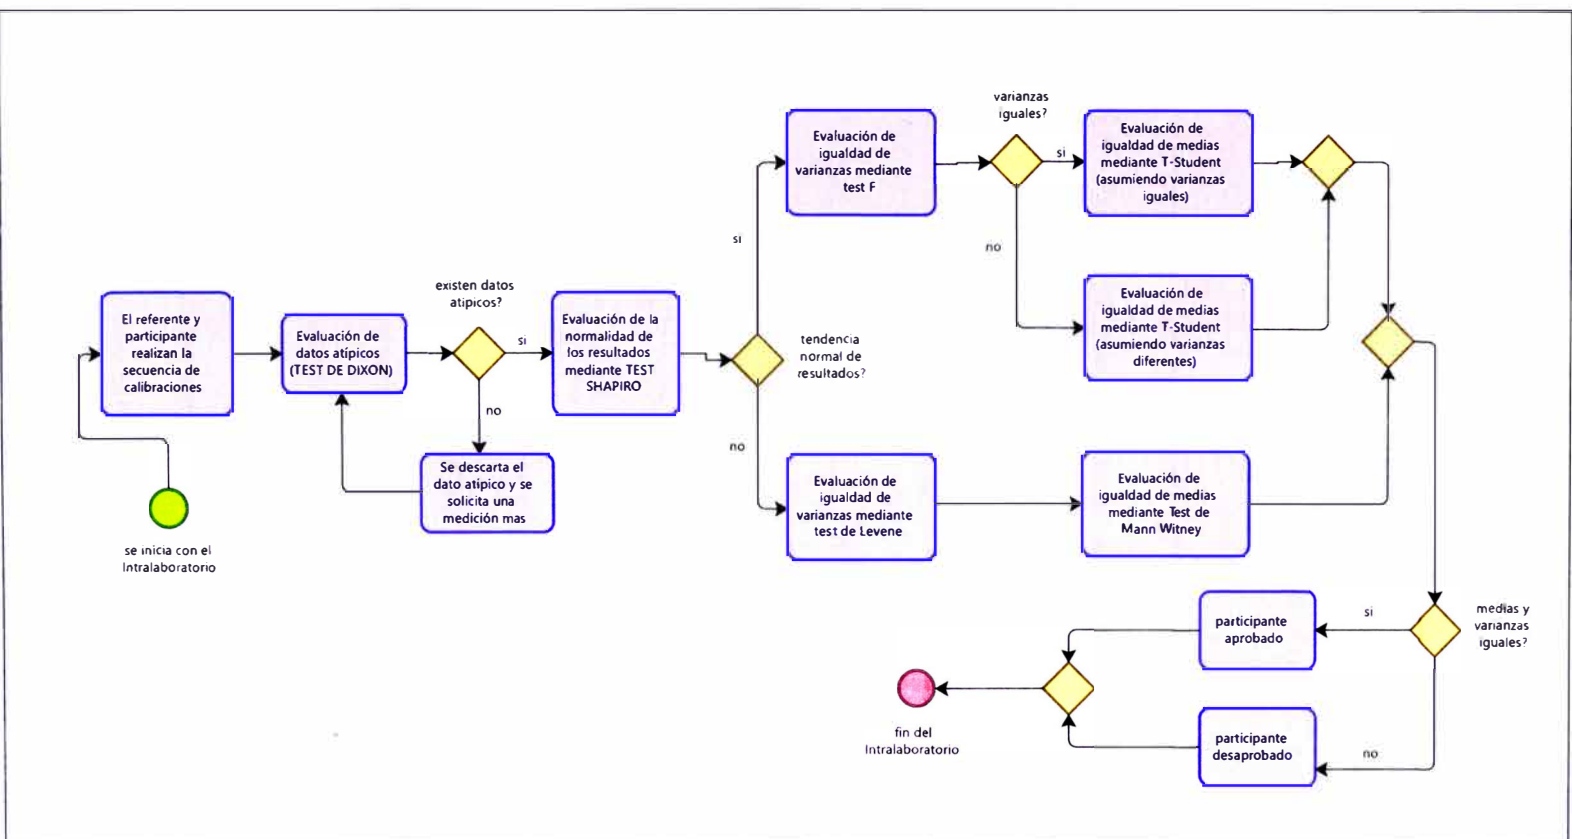 se inicia con el
Intralaboratorio
El referente y
participante
realizan la
secuencia de
calibraciones
Evaluación de
datos atípicos
(TEST DE DIXON)
existen datos
atipicos?
si
no
Se descarta el
dato atípico y se
solicita una
medición mas
Evaluación de la
normalidad de
los resultados
mediante TEST
SHAPIRO
tendencia
normal de
resultados?
si
no
Evaluación de
igualdad de
varianzas mediante
test F
varianzas
iguales?
si
no
Evaluación de
igualdad de medias
mediante T-Student
(asumiendo varianzas
iguales)
Evaluación de
igualdad de medias
mediante T-Student
(asumiendo varianzas
diferentes)
Evaluación de
igualdad de
varianzas mediante
test de Levene
Evaluación de
igualdad de medias
mediante Test de
Mann Witney
medias y
varianzas
iguales?
si
no
participante
aprobado
participante
desaprobado
fin del
Intralaboratorio